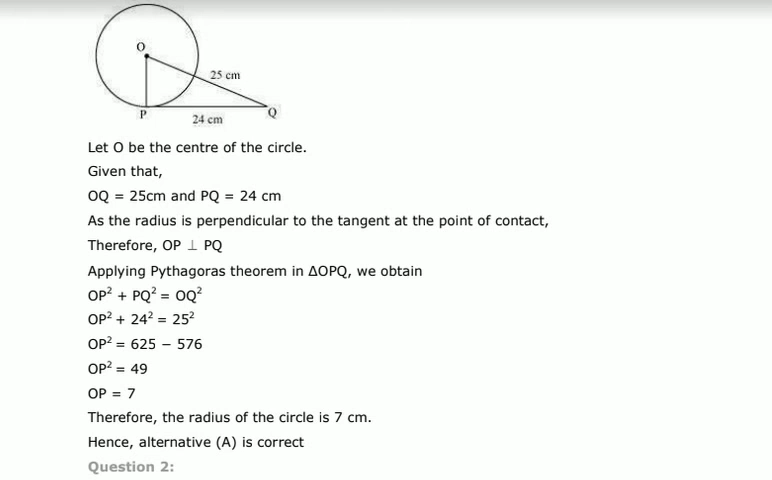 O
25 cm
P
Q
24 cm
Let O be the centre of the circle.
Given that,
OQ = 25cm and PQ = 24 cm
As the radius is perpendicular to the tangent at the point of contact,
Therefore, OP ⊥ PQ
Applying Pythagoras theorem in ΔOPQ, we obtain
OP² + PQ² = OQ²
OP² + 24² = 25²
OP² = 625 − 576
OP² = 49
OP = 7
Therefore, the radius of the circle is 7 cm.
Hence, alternative (A) is correct
Question 2: